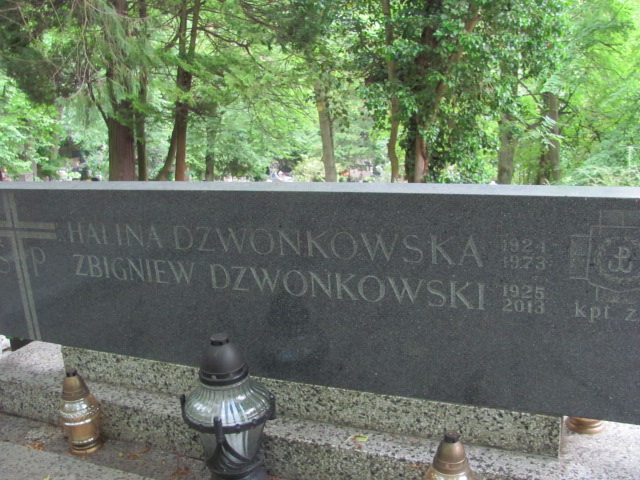 HALINA DZWONKOWSKA 1924 1973
ZBIGNIEW DZWONKOWSKI 1925 2013
S P
kpt ż